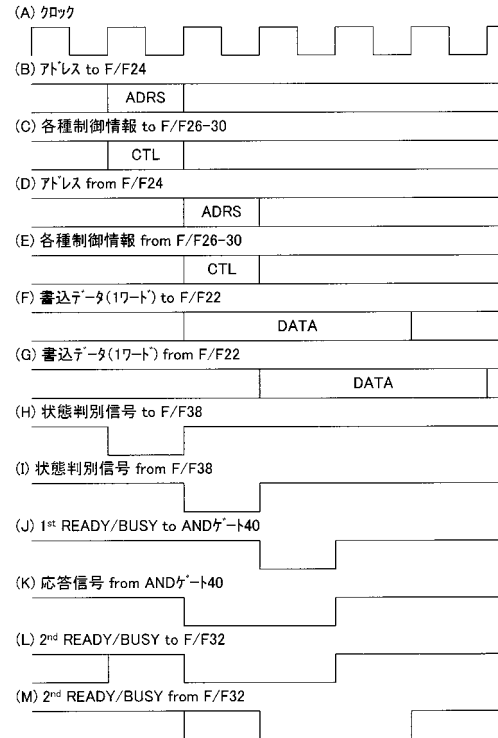 (A) クロック
(B) アドレス to F/F24
ADRS
(C) 各種制御情報 to F/F26-30
CTL
(D) アドレス from F/F24
ADRS
(E) 各種制御情報 from F/F26-30
CTL
(F) 書込データ(1ワード) to F/F22
DATA
(G) 書込データ(1ワード) from F/F22
DATA
(H) 状態判別信号 to F/F38
(I) 状態判別信号 from F/F38
(J) 1st READY/BUSY to ANDゲート40
(K) 応答信号 from ANDゲート40
(L) 2nd READY/BUSY to F/F32
(M) 2nd READY/BUSY from F/F32